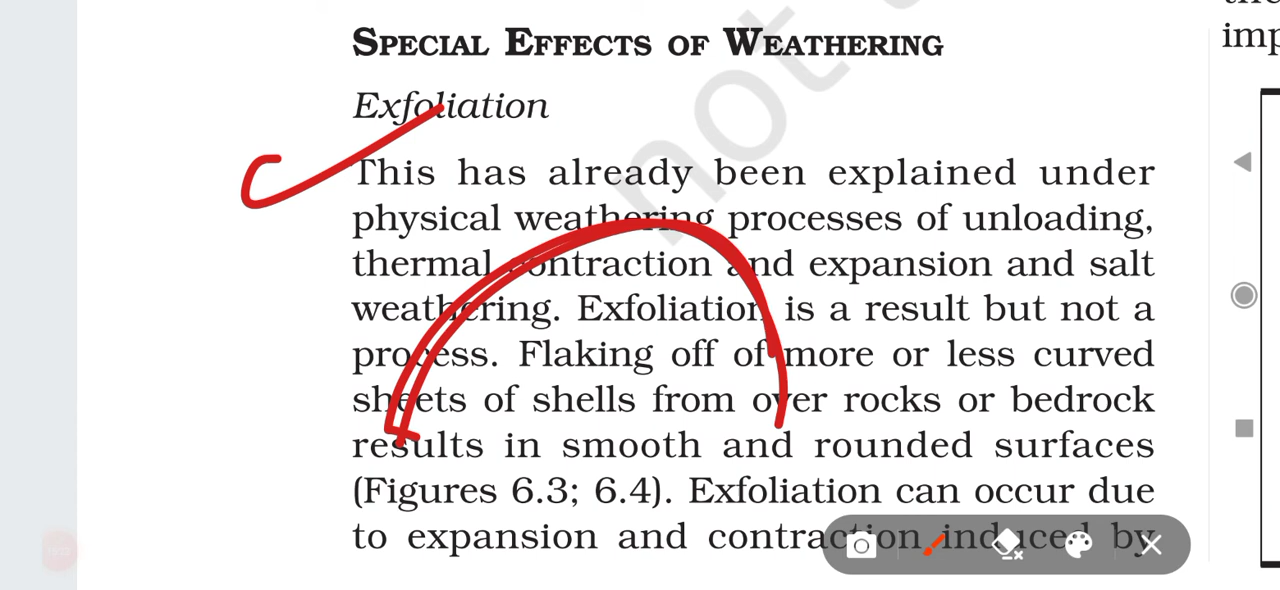 SPECIAL EFFECTS OF WEATHERING
Exfoliation
This has already been explained under
physical weathering processes of unloading,
thermal contraction and expansion and salt
weathering. Exfoliation is a result but not a
process. Flaking off of more or less curved
sheets of shells from over rocks or bedrock
results in smooth and rounded surfaces
(Figures 6.3; 6.4). Exfoliation can occur due
to expansion and contraction induced by
not
imp